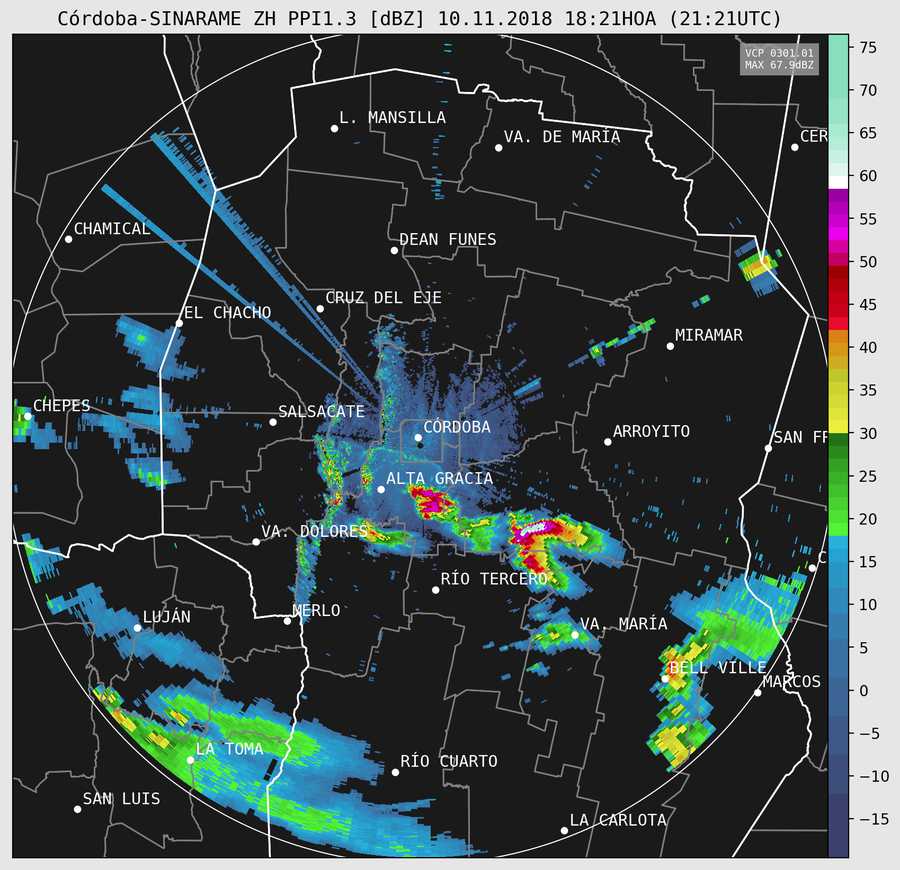 Córdoba-SINARAME ZH PPI1.3 [dBZ] 10.11.2018 18:21HOA (21:21UTC)
VCP 0301.01
MAX 67.9dBZ
75
70
65
60
55
50
45
40
35
30
25
20
15
10
5
0
−5
−10
−15
L. MANSILLA
VA. DE MARÍA
CER
CHAMICAL
DEAN FUNES
CRUZ DEL EJE
EL CHACHO
MIRAMAR
CHEPES
SALSACATE
CÓRDOBA
ARROYITO
SAN FR
ALTA GRACIA
VA. DOLORES
C
RÍO TERCERO
MERLO
LUJÁN
VA. MARÍA
BELL VILLE
MARCOS
LA TOMA
RÍO CUARTO
SAN LUIS
LA CARLOTA